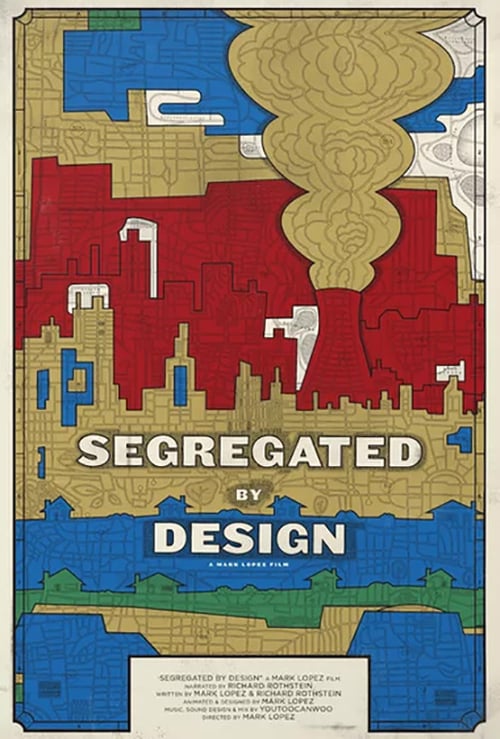 SEGREGATED
BY
DESIGN
A MARK LOPEZ FILM
"SEGREGATED BY DESIGN" A MARK LOPEZ FILM
NARRATED BY RICHARD ROTHSTEIN
WRITTEN BY MARK LOPEZ & RICHARD ROTHSTEIN
ANIMATED & DESIGNED BY MARK LOPEZ
MUSIC, SOUND DESIGN & MIX BY YOUTOOCANWOO
DIRECTED BY MARK LOPEZ